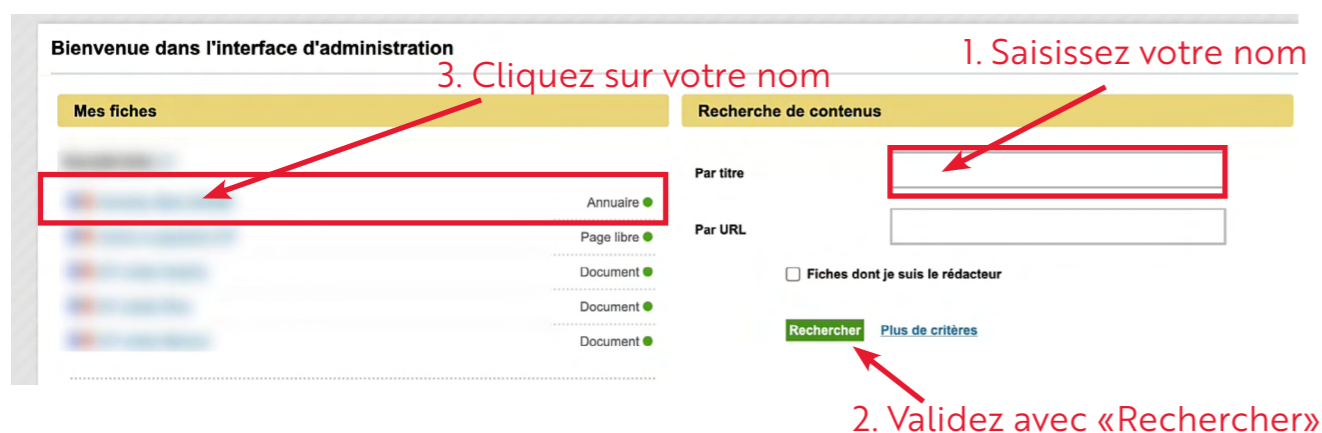 Bienvenue dans l'interface d'administration
1. Saisissez votre nom
3. Cliquez sur votre nom
Mes fiches
Annuaire
Page libre
Document
Document
Document
Recherche de contenus
Par titre
Par URL
Fiches dont je suis le rédacteur
Rechercher Plus de critères
2. Validez avec «Rechercher»